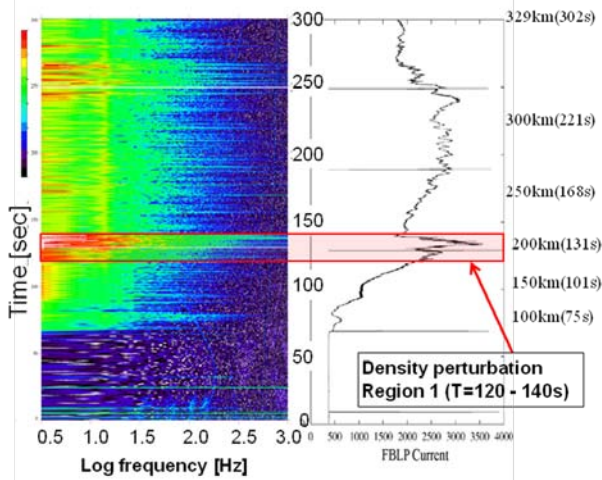 329km(302s)
300
300km(221s)
250
250km(168s)
200
200km(131s)
150
150km(101s)
100
100km(75s)
50
0
Time [sec]
Density perturbation
Region 1 (T=120 - 140s)
0.5 1.0 1.5 2.0 2.5 3.0
Log frequency [Hz]
0 500 1000 1500 2000 2500 3000 3500 4000
FBLP Current